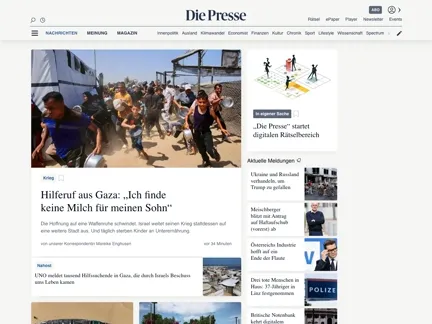 Die Presse
ABO
Rätsel ePaper Player Newsletter Events
NACHRICHTEN MEINUNG MAGAZIN
Innenpolitik Ausland Klimawandel Economist Finanzen Kultur Chronik Sport Lifestyle Wissenschaft Spectrum
Krieg
Hilferuf aus Gaza: „Ich finde
keine Milch für meinen Sohn“
Die Hoffnung auf eine Waffenruhe schwindet. Israel weitet seinen Krieg stattdessen auf
eine weitere Stadt aus. Und täglich sterben Kinder an Unterernährung.
von unserer Korrespondentin Mareike Enghusen
vor 34 Minuten
Nahost
UNO meldet tausend Hilfesuchende in Gaza, die durch Israels Beschuss
ums Leben kamen
In eigener Sache
„Die Presse“ startet
digitalen Rätselbereich
Aktuelle Meldungen
Ukraine und Russland
verhandeln, um
Trump zu gefallen
Meischberger
blitzt mit Antrag
auf Haftaufschub
(vorerst) ab
Österreichs Industrie
hofft auf ein
Ende der Flaute
Drei tote Menschen in
Haus: 37-Jähriger in
Linz festgenommen
POLIZEI
Britische Notenbank
kehrt digitalem